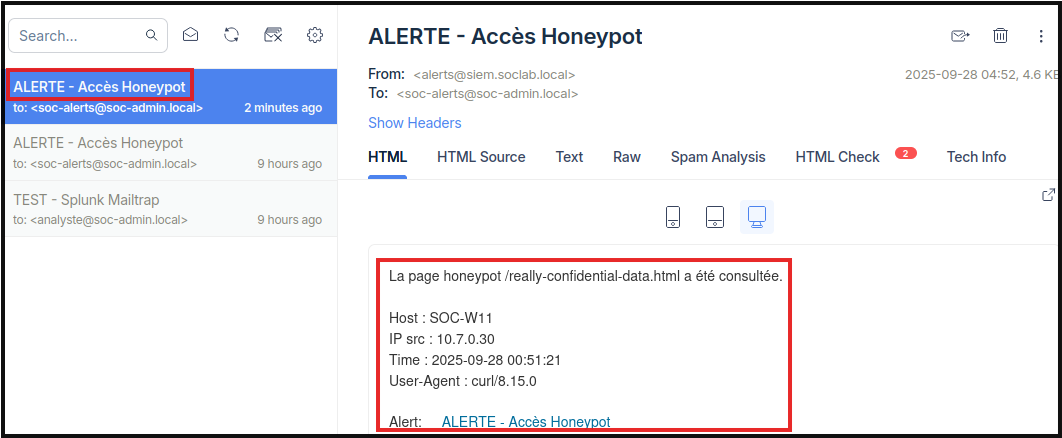 Search...
ALERTE - Accès Honeypot
to: <soc-alerts@soc-admin.local> 2 minutes ago
ALERTE - Accès Honeypot
to: <soc-alerts@soc-admin.local> 9 hours ago
TEST - Splunk Mailtrap
to: <analyste@soc-admin.local> 9 hours ago
ALERTE - Accès Honeypot
From: <alerts@siem.soclab.local> 2025-09-28 04:52, 4.6 KB
To: <soc-alerts@soc-admin.local>
Show Headers
HTML HTML Source Text Raw Spam Analysis HTML Check 2 Tech Info
La page honeypot /really-confidential-data.html a été consultée.
Host : SOC-W11
IP src : 10.7.0.30
Time : 2025-09-28 00:51:21
User-Agent : curl/8.15.0
Alert: ALERTE - Accès Honeypot